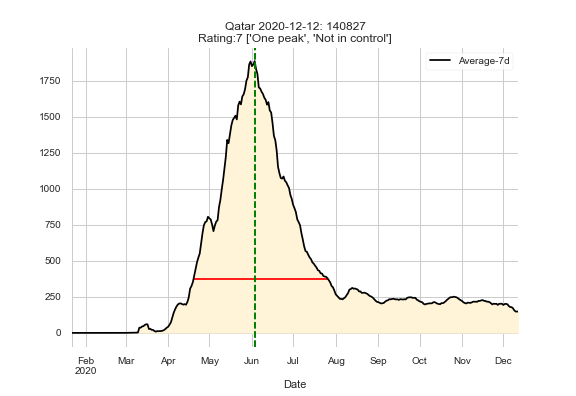 Qatar 2020-12-12: 140827
Rating:7 ['One peak', 'Not in control']
Average-7d
1750
1500
1250
1000
750
500
250
0
Feb Mar Apr May Jun Jul Aug Sep Oct Nov Dec
2020
Date